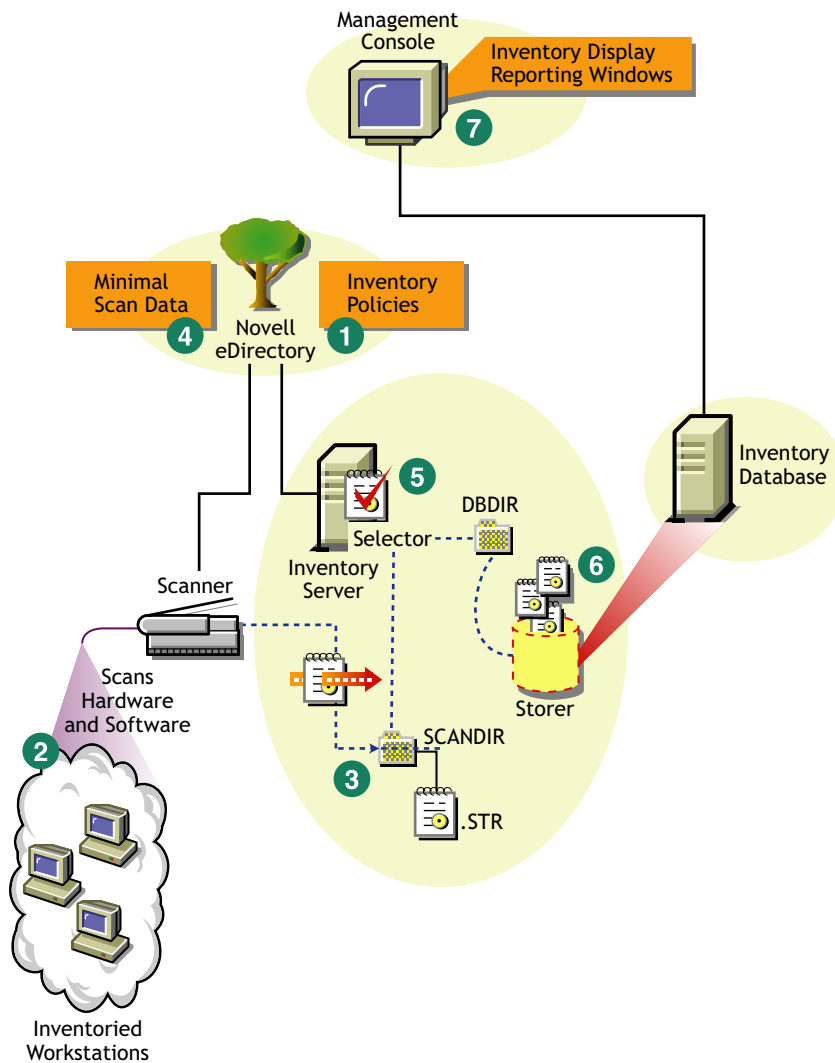 Management
Console
Inventory Display
Reporting Windows
7
Minimal
Scan Data
4
Novell
eDirectory
Inventory
Policies
1
Inventory
Database
5
Selector
Inventory
Server
DBDIR
6
Storer
Scanner
Scans
Hardware
and Software
2
SCANDIR
3
.STR
Inventoried
Workstations